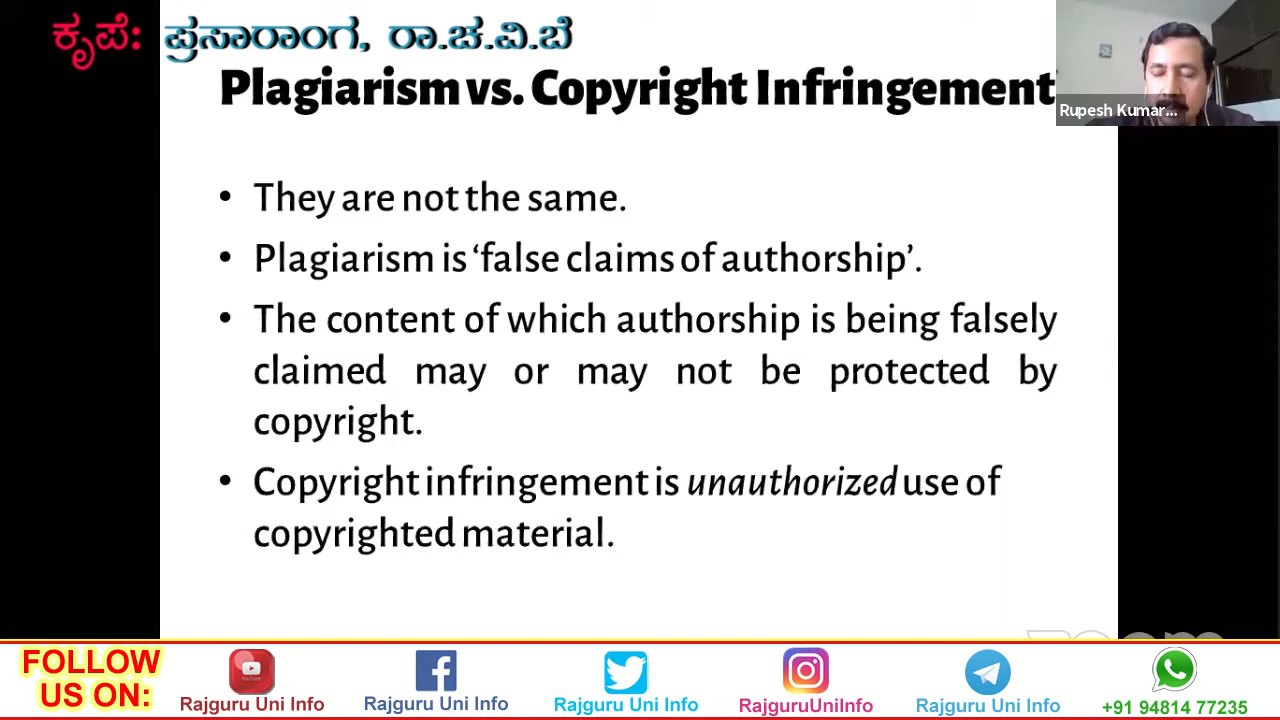 ಕೃಪೆ: ಪ್ರಸಾರಾಂಗ, ರಾ.ಚ.ವಿ.ಬೆ
Plagiarism vs. Copyright Infringement
Rupesh Kumar...
• They are not the same.
• Plagiarism is ‘false claims of authorship’.
• The content of which authorship is being falsely
claimed may or may not be protected by
copyright.
• Copyright infringement is unauthorized use of
copyrighted material.
zoom
FOLLOW
US ON:
YouTube
Rajguru Uni Info
Rajguru Uni Info
Rajguru Uni Info
RajguruUniInfo
Rajguru Uni Info
+91 94814 77235